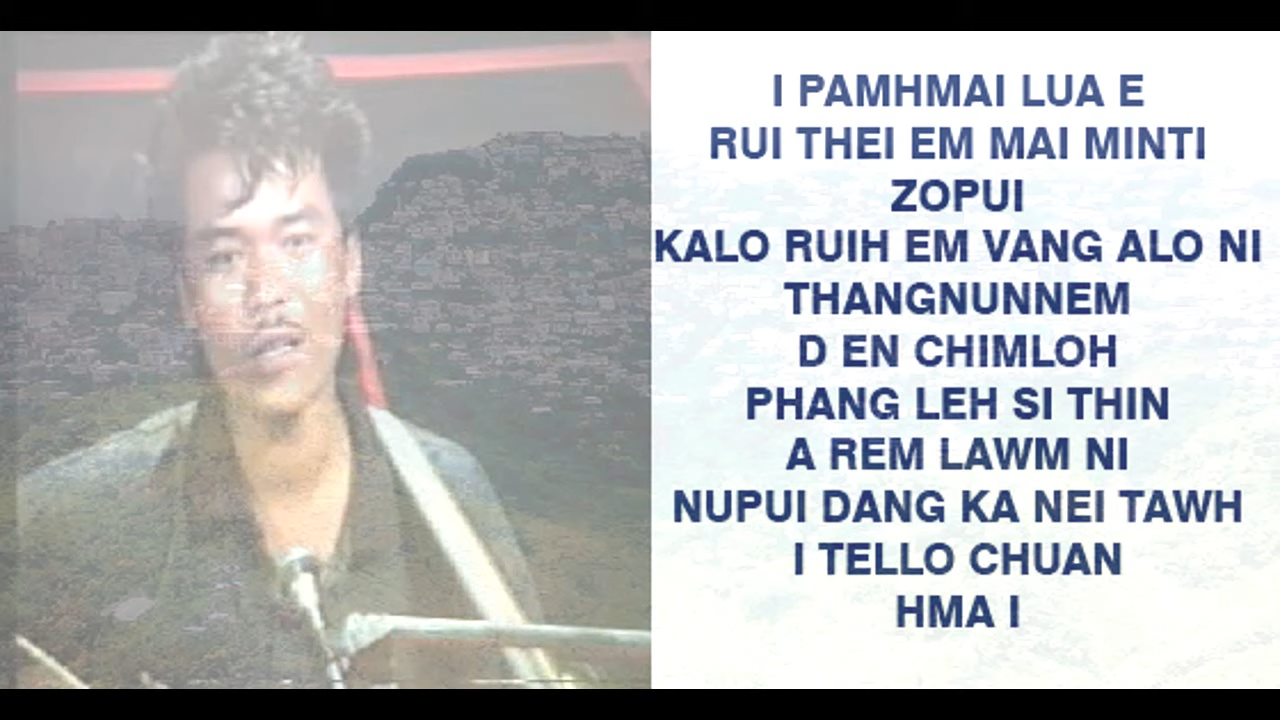 I PAMHMAI LUA E
RUI THEI EM MAI MINTI
ZOPUI
KALO RUIH EM VANG ALO NI
THANGNUNNEM
D EN CHIMLOH
PHANG LEH SI THIN
A REM LAWM NI
NUPUI DANG KA NEI TAWH
I TELLO CHUAN
HMA I